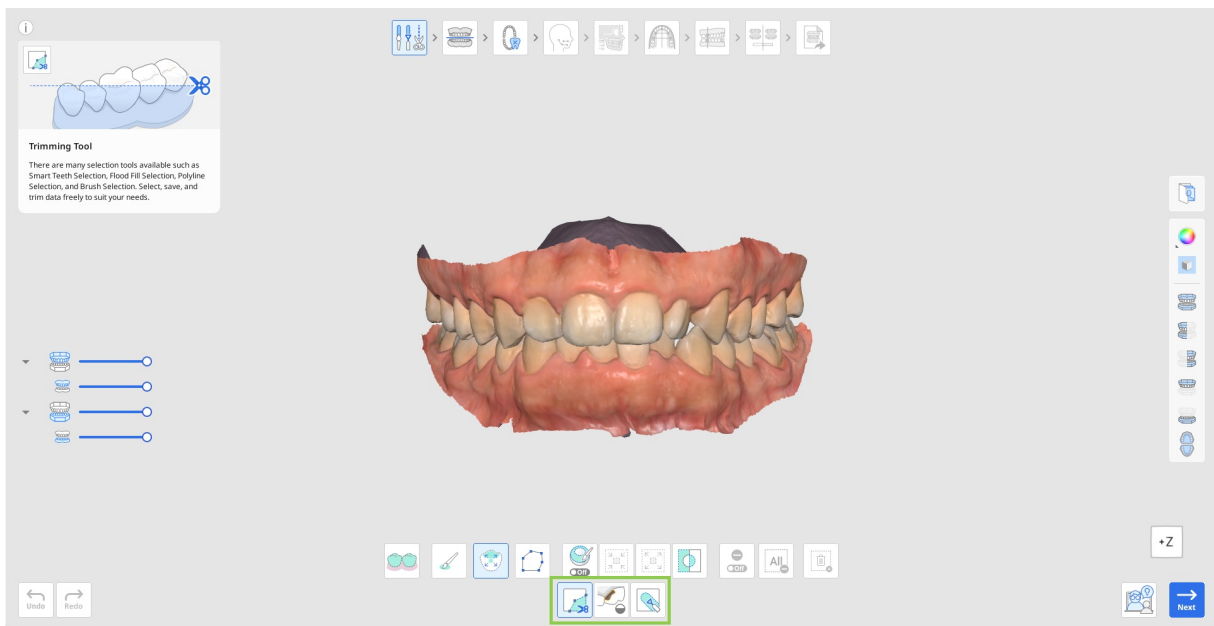 Trimming Tool
There are many selection tools available such as
Smart Teeth Selection, Flood Fill Selection, Polyline
Selection, and Brush Selection. Select, save, and
trim data freely to suit your needs.
+Z
Off
Off
All
Undo
Redo
Next